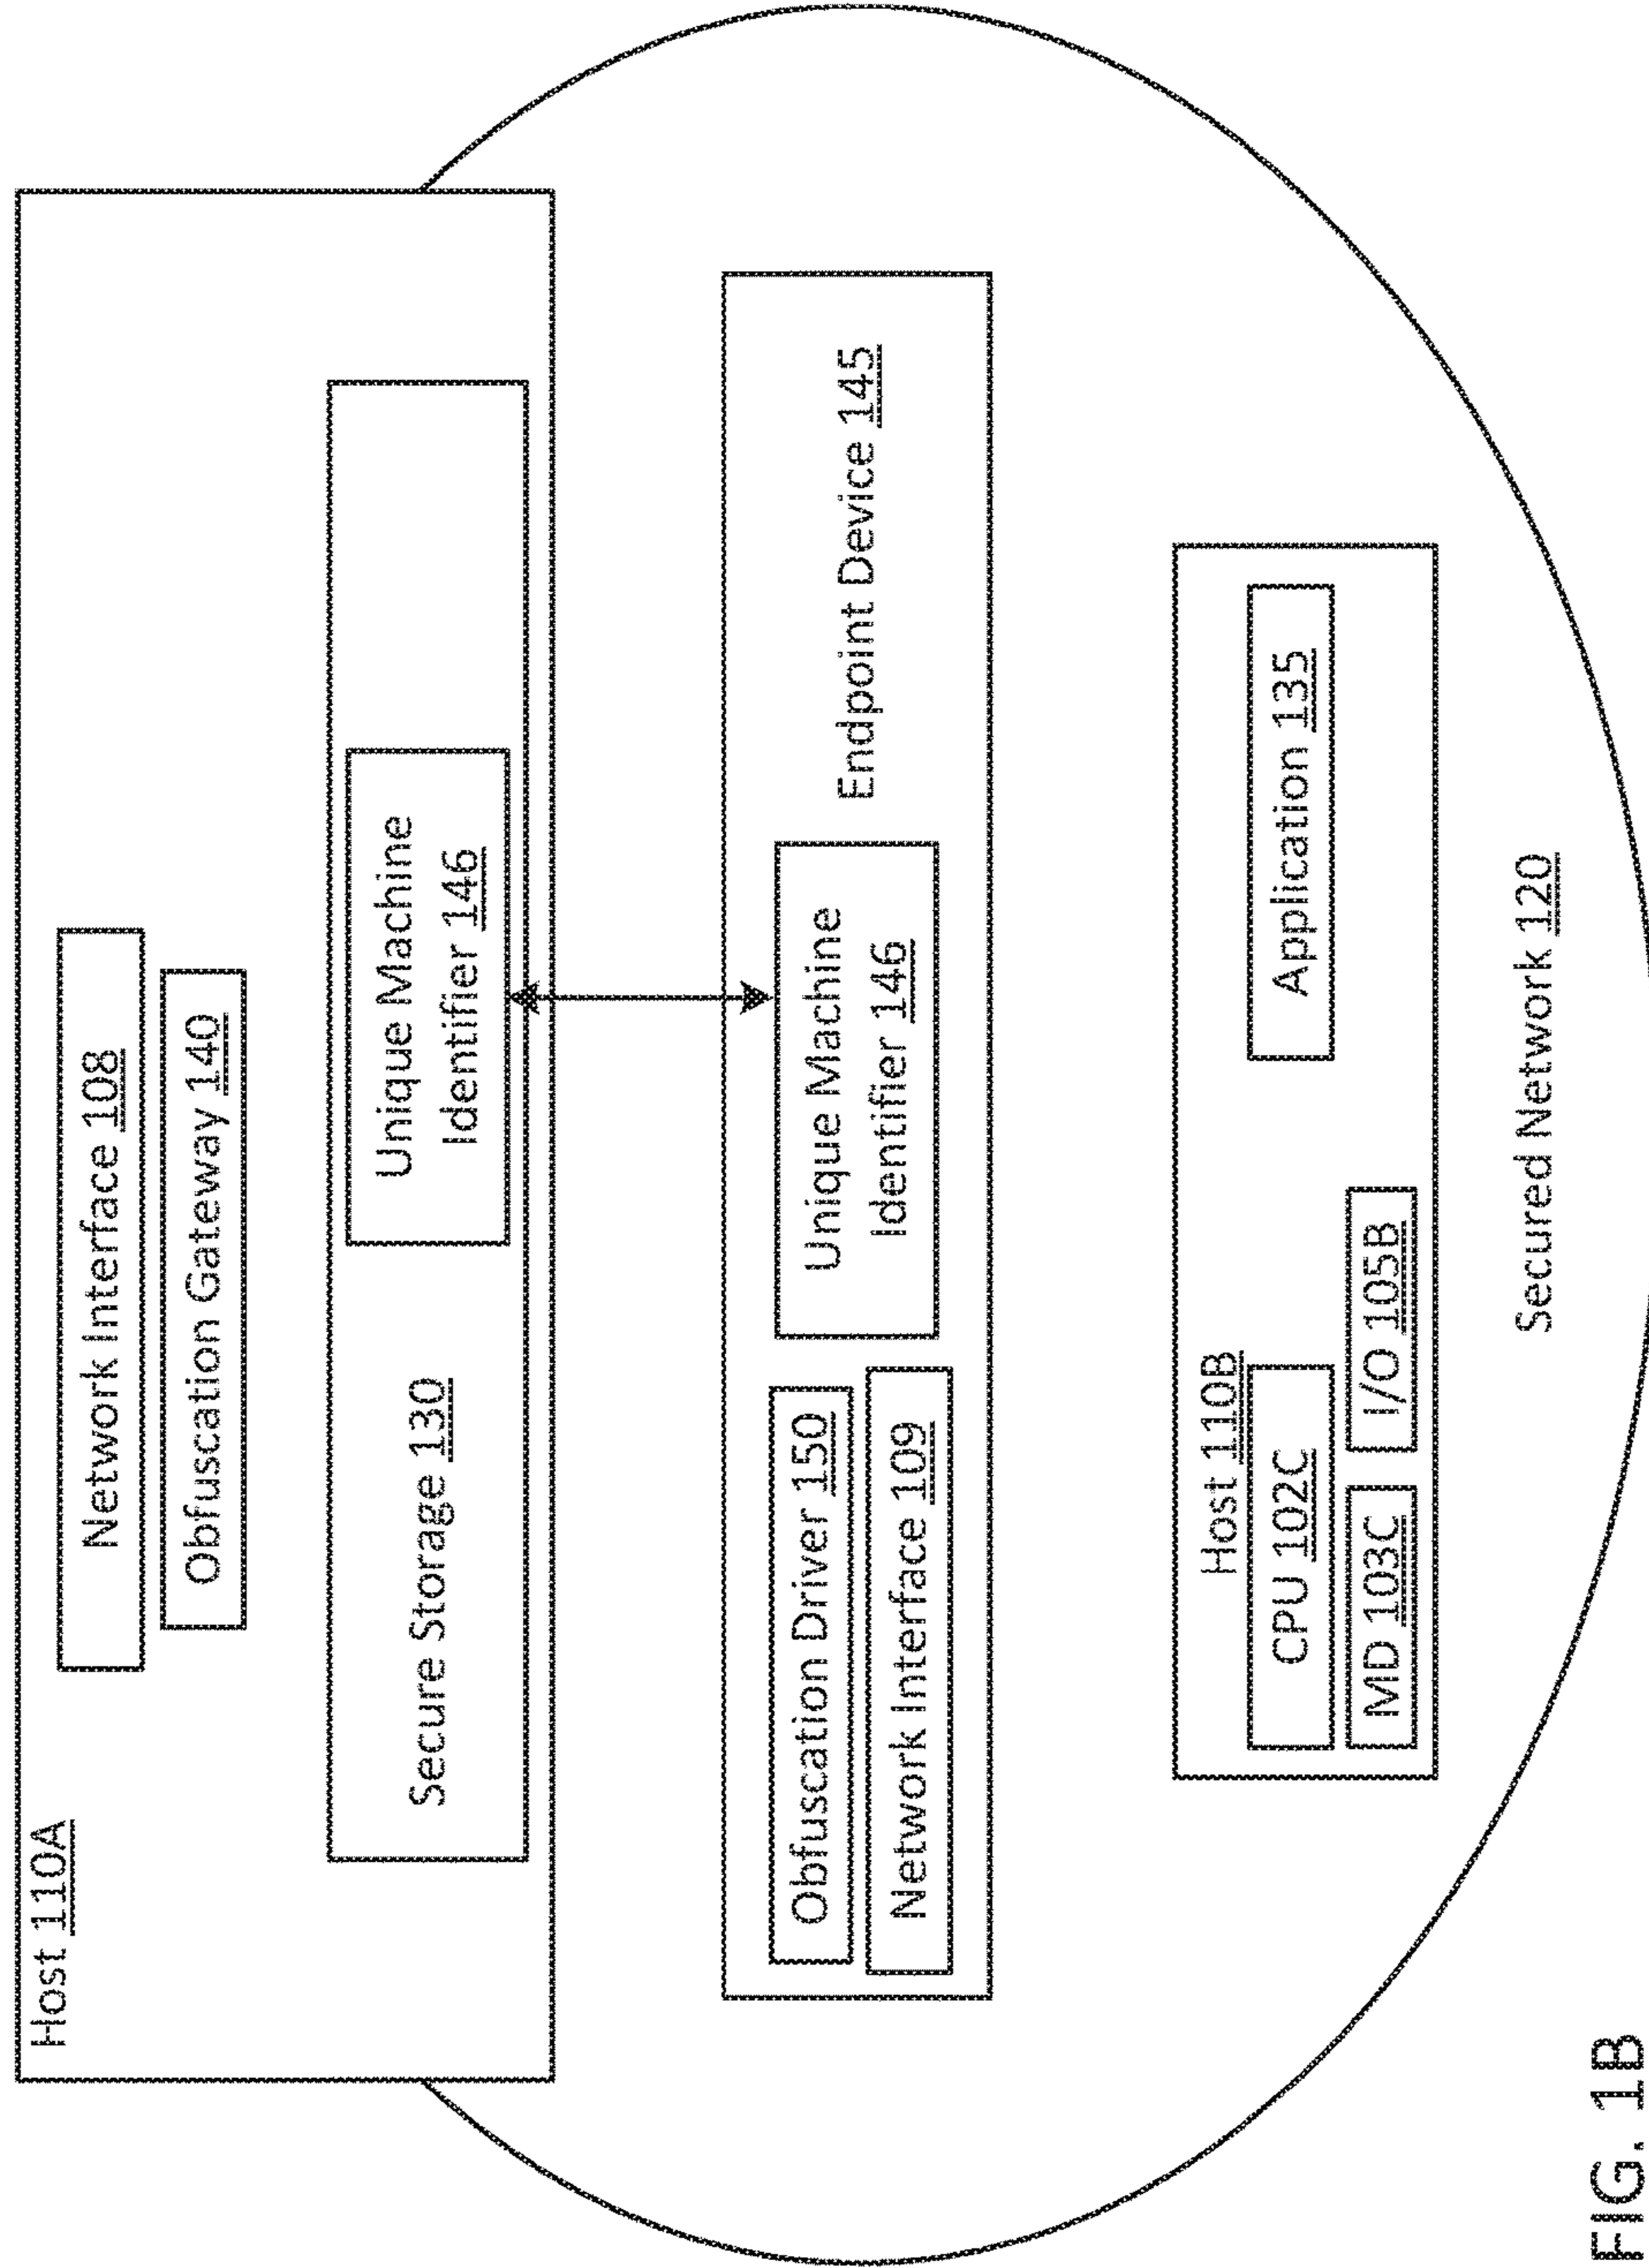 Host 110A
Network Interface 108
Obfuscation Gateway 140
Secure Storage 130
Unique Machine
Identifier 146
Obfuscation Driver 150
Network Interface 109
Unique Machine
Identifier 146
Endpoint Device 145
Host 110B
CPU 102C
MD 103C
I/O 105B
Application 135
Secured Network 120
FIG. 1B